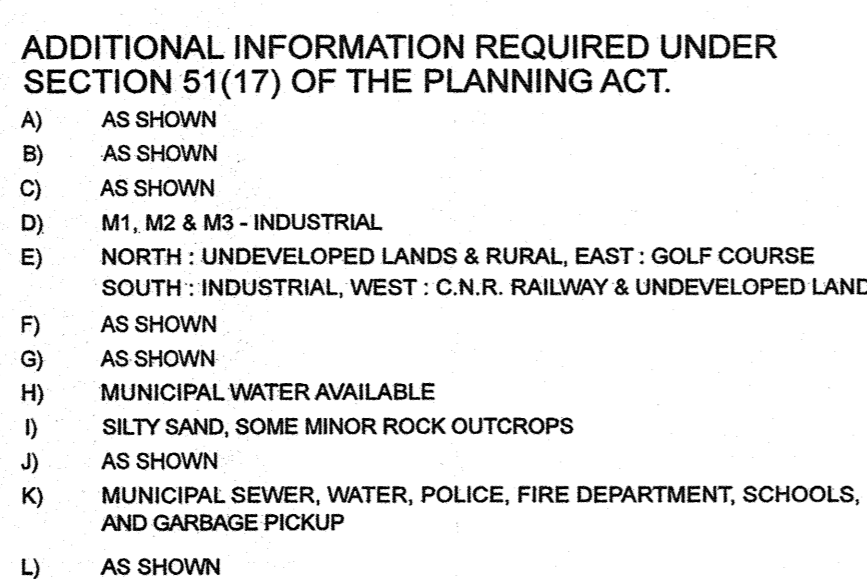 ADDITIONAL INFORMATION REQUIRED UNDER
SECTION 51(17) OF THE PLANNING ACT.
A) AS SHOWN
B) AS SHOWN
C) AS SHOWN
D) M1, M2 & M3 - INDUSTRIAL
E) NORTH : UNDEVELOPED LANDS & RURAL, EAST : GOLF COURSE
SOUTH : INDUSTRIAL, WEST : C.N.R. RAILWAY & UNDEVELOPED LAND
F) AS SHOWN
G) AS SHOWN
H) MUNICIPAL WATER AVAILABLE
I) SILTY SAND, SOME MINOR ROCK OUTCROPS
J) AS SHOWN
K) MUNICIPAL SEWER, WATER, POLICE, FIRE DEPARTMENT, SCHOOLS,
AND GARBAGE PICKUP
L) AS SHOWN